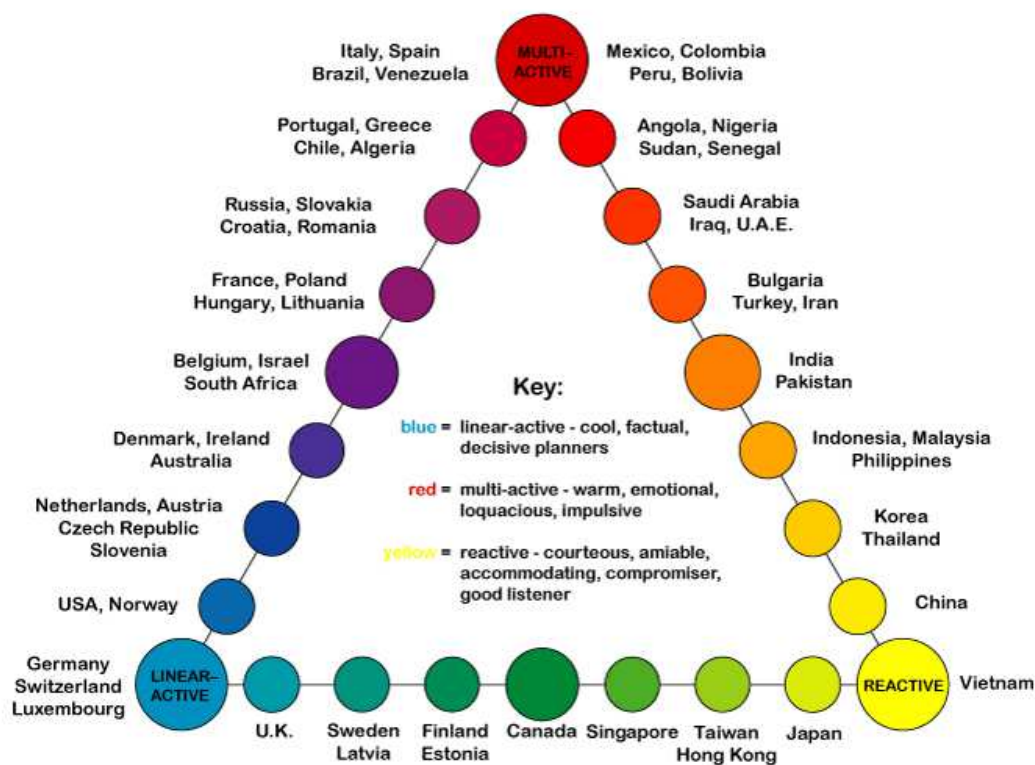 Italy, Spain
Brazil, Venezuela
MULTI-
ACTIVE
Mexico, Colombia
Peru, Bolivia
Portugal, Greece
Chile, Algeria
Angola, Nigeria
Sudan, Senegal
Russia, Slovakia
Croatia, Romania
Saudi Arabia
Iraq, U.A.E.
France, Poland
Hungary, Lithuania
Bulgaria
Turkey, Iran
Belgium, Israel
South Africa
India
Pakistan
Key:
blue = linear-active - cool, factual,
decisive planners
red = multi-active - warm, emotional,
loquacious, impulsive
yellow = reactive - courteous, amiable,
accommodating, compromiser,
good listener
Denmark, Ireland
Australia
Indonesia, Malaysia
Philippines
Netherlands, Austria
Czech Republic
Slovenia
Korea
Thailand
USA, Norway
China
Germany
Switzerland
Luxembourg
LINEAR-
ACTIVE
REACTIVE
Vietnam
U.K.
Sweden
Latvia
Finland
Estonia
Canada
Singapore
Taiwan
Hong Kong
Japan